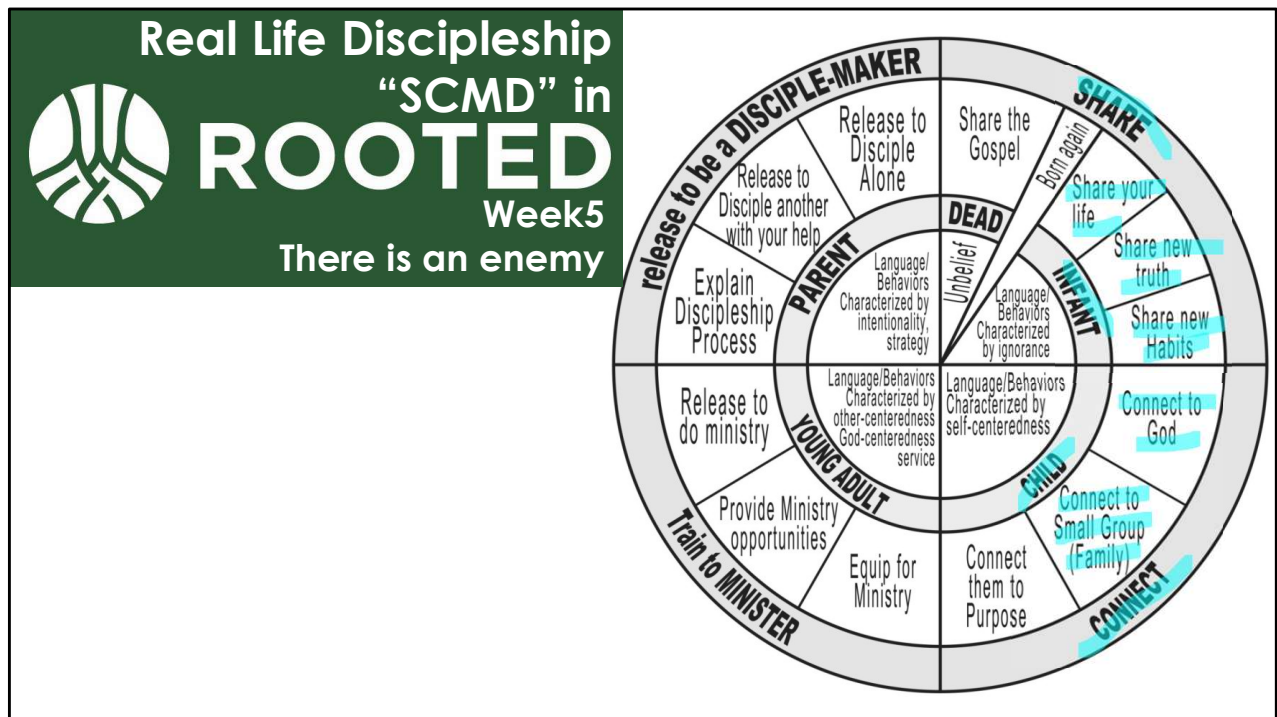 Real Life Discipleship
“SCMD” in
ROOTED
Week5
There is an enemy
release to be a DISCIPLE-MAKER
SHARE
CONNECT
Train to MINISTER
Release to
Disciple
Alone
Share the
Gospel
Born again
Share your
life
Share new
truth
Share new
Habits
Connect to
God
Connect to
Small Group
(Family)
Connect
them to
Purpose
Equip for
Ministry
Provide Ministry
opportunities
Release to
do ministry
Explain
Discipleship
Process
Release to
Disciple another
with your help
PARENT
DEAD
INFANT
CHILD
YOUNG ADULT
Language/
Behaviors
Characterized by
intentionality,
strategy
Unbelief
Language/
Behaviors
Characterized
by ignorance
Language/Behaviors
Characterized by
self-centeredness
Language/Behaviors
Characterized by
other-centeredness
God-centeredness
service